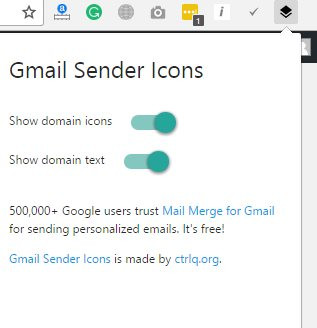 1
Gmail Sender Icons
Show domain icons
Show domain text
500,000+ Google users trust Mail Merge for Gmail
for sending personalized emails. It's free!
Gmail Sender Icons is made by ctrlq.org.